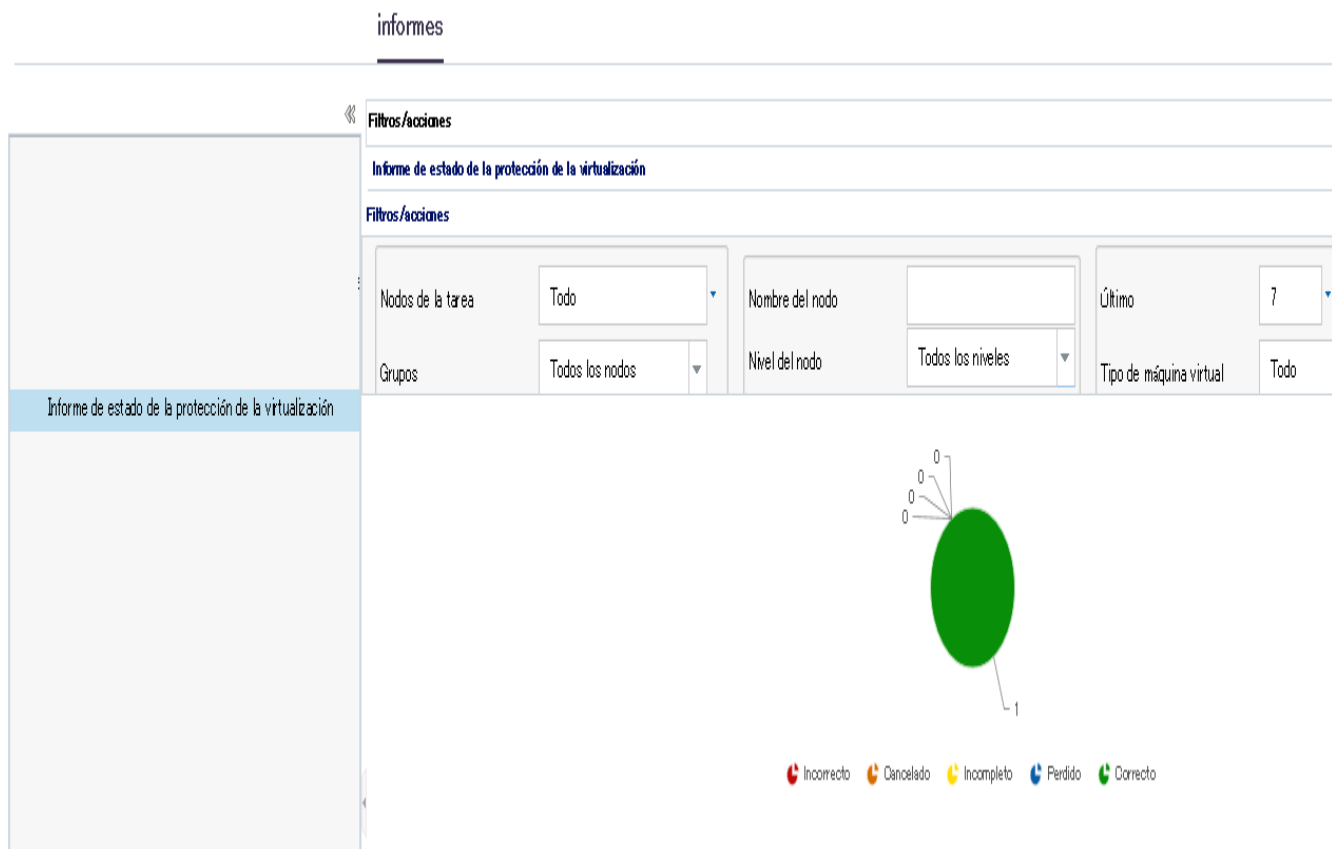 informes
Filtros/acciones
Informe de estado de la protección de la virtualización
Filtros/acciones
Nodos de la tarea Todo Nombre del nodo Último 7
Grupos Todos los nodos Nivel del nodo Todos los niveles Tipo de máquina virtual Todo
Informe de estado de la protección de la virtualización
0
0
0
0
1
Incorrecto Cancelado Incompleto Perdido Correcto